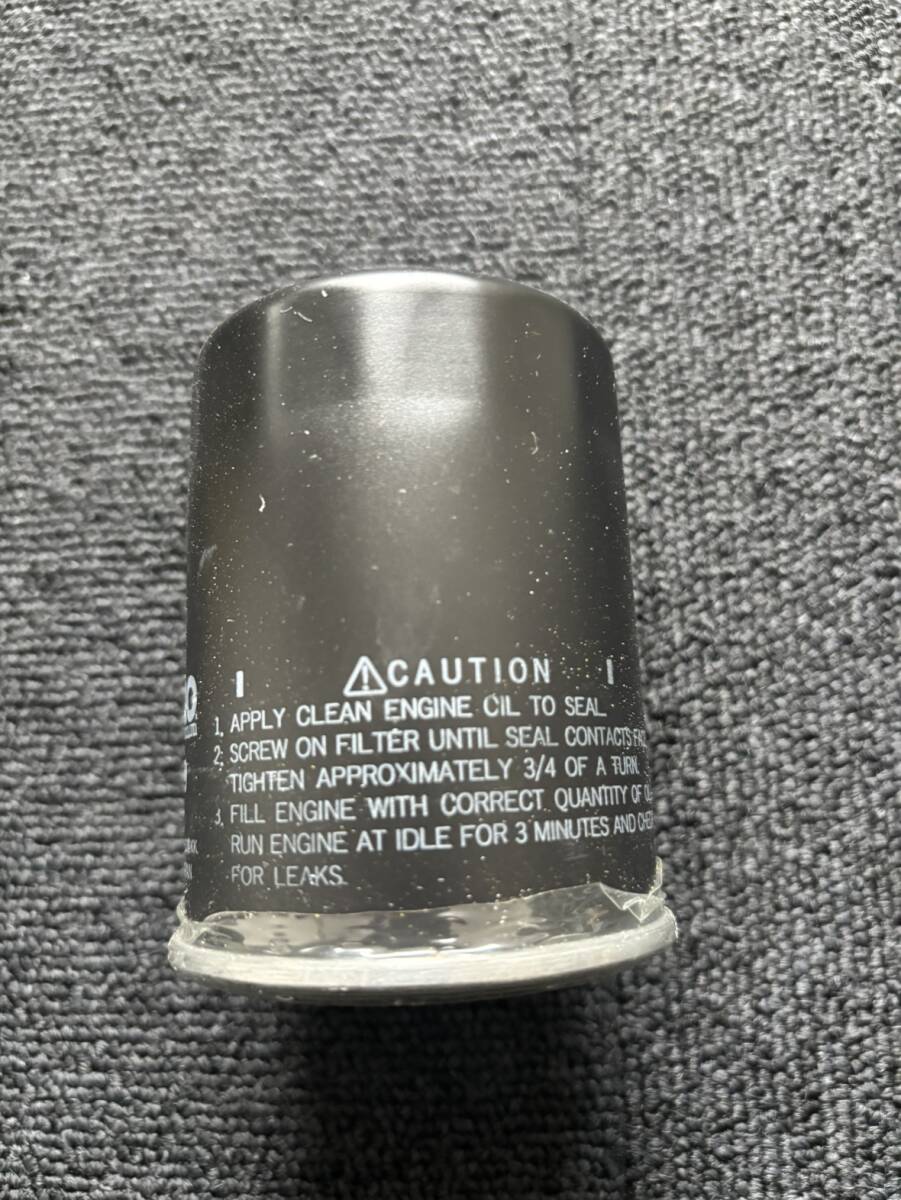 ⚠CAUTION
1. APPLY CLEAN ENGINE OIL TO SEAL.
2. SCREW ON FILTER UNTIL SEAL CONTACTS
TIGHTEN APPROXIMATELY 3/4 OF A TURN.
3. FILL ENGINE WITH CORRECT QUANTITY OF
RUN ENGINE AT IDLE FOR 3 MINUTES AND
FOR LEAKS.